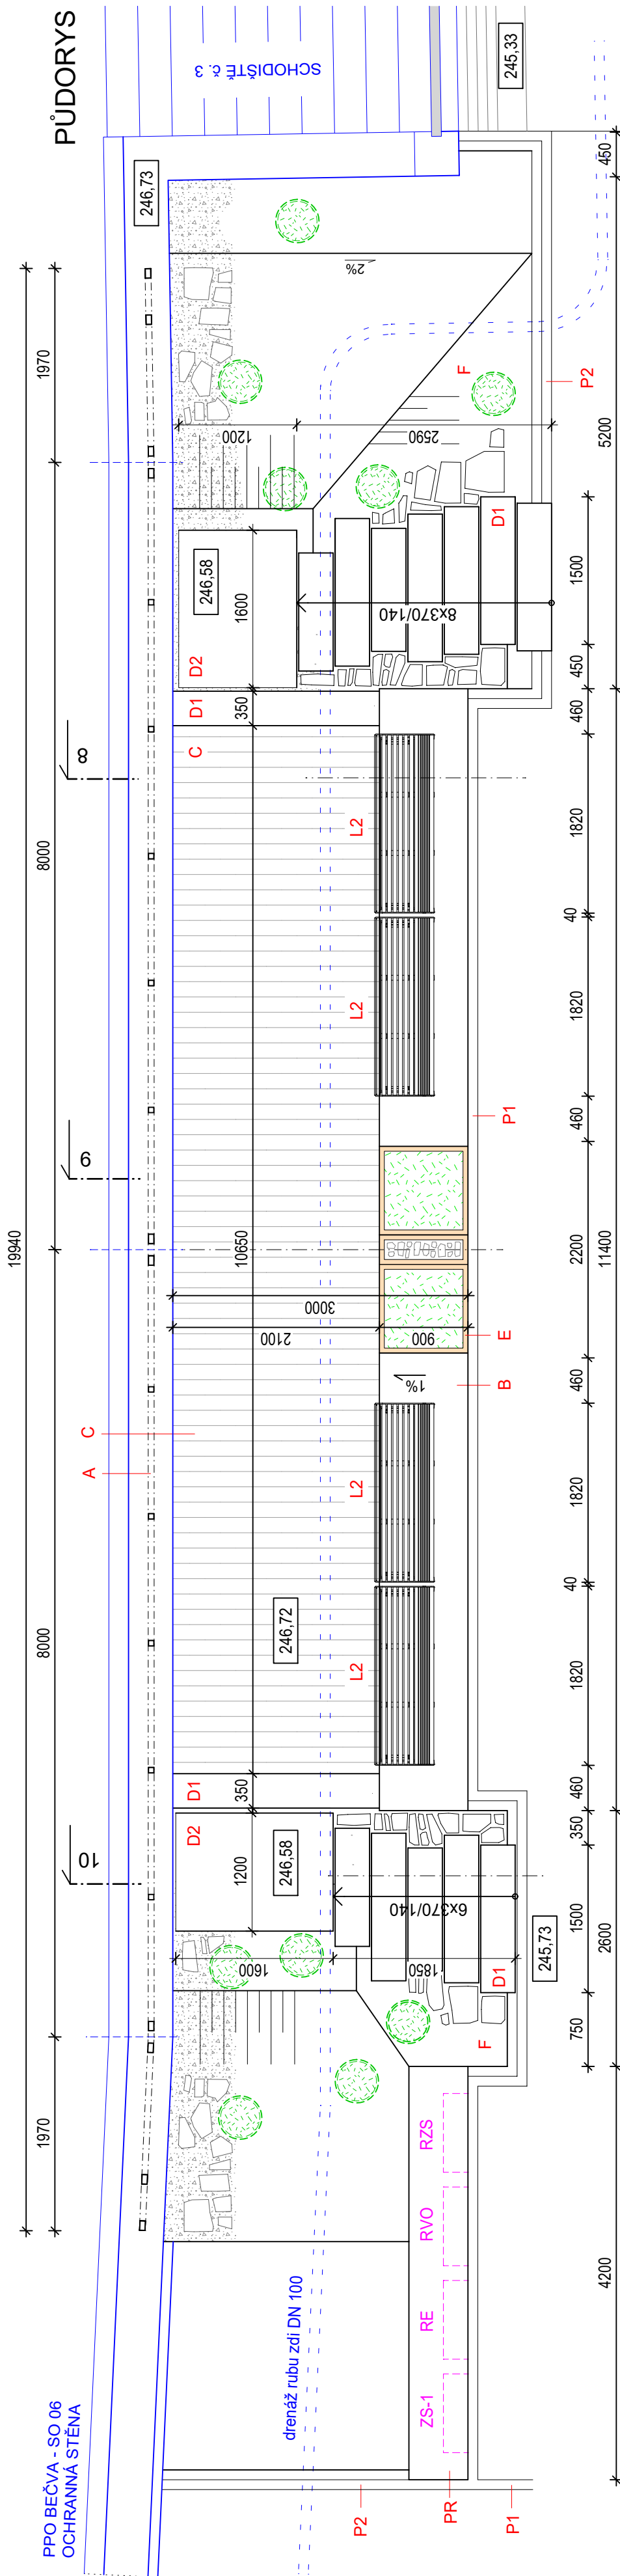 PŮDORYS
SCHODIŠTĚ č. 3
245,33
246,73
450
2%
F
P2
5200
1970
1200
2590
246,58
1600
D2
D1
1500
8x370/140
D1
350
450
460
C
8
8000
L2
1820
40
L2
1820
P1
460
9
19940
10650
2200
11400
3000
2100
900
E
B
1%
460
C
A
L2
1820
40
246,72
L2
1820
8000
D1
350
460
10
D2
1200
246,58
350
6x370/140
1500
2600
245,73
1600
1850
D1
F
750
1970
RZS
RVO
RE
ZS-1
4200
drenáž rubu zdí DN 100
PPO BEČVA - SO 06
OCHRANNÁ STĚNA
P2
PR
P1